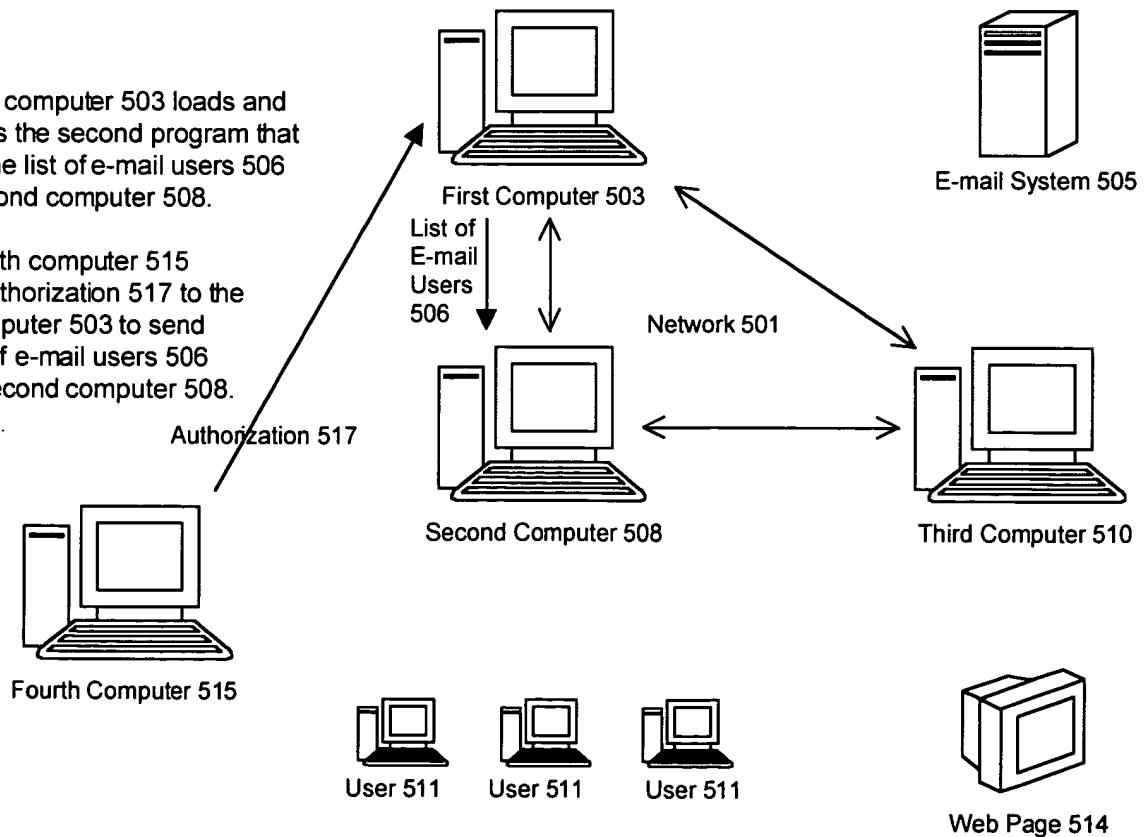 computer 503 loads and
s the second program that
ne list of e-mail users 506
ond computer 508.
th computer 515
uthorization 517 to the
puter 503 to send
f e-mail users 506
econd computer 508.
First Computer 503
E-mail System 505
List of
E-mail
Users
506
Network 501
Authorization 517
Second Computer 508
Third Computer 510
Fourth Computer 515
User 511
User 511
User 511
Web Page 514